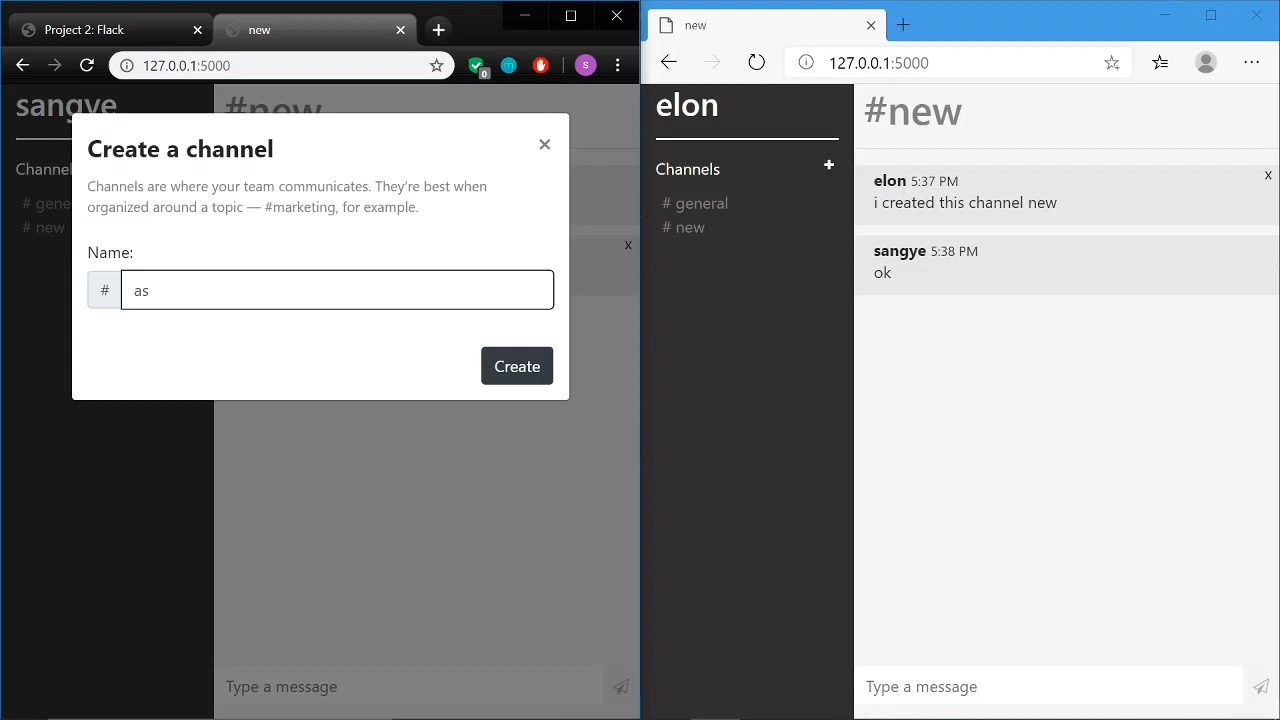 Project 2: Flack
new
127.0.0.1:5000
0
s
sangye
#new
Channel
# gene
# new
x
Create a channel
Channels are where your team communicates. They're best when
organized around a topic — #marketing, for example.
Name:
# as
Create
Type a message
new
127.0.0.1:5000
elon
Channels
# general
# new
#new
elon 5:37 PM
x
i created this channel new
sangye 5:38 PM
ok
Type a message